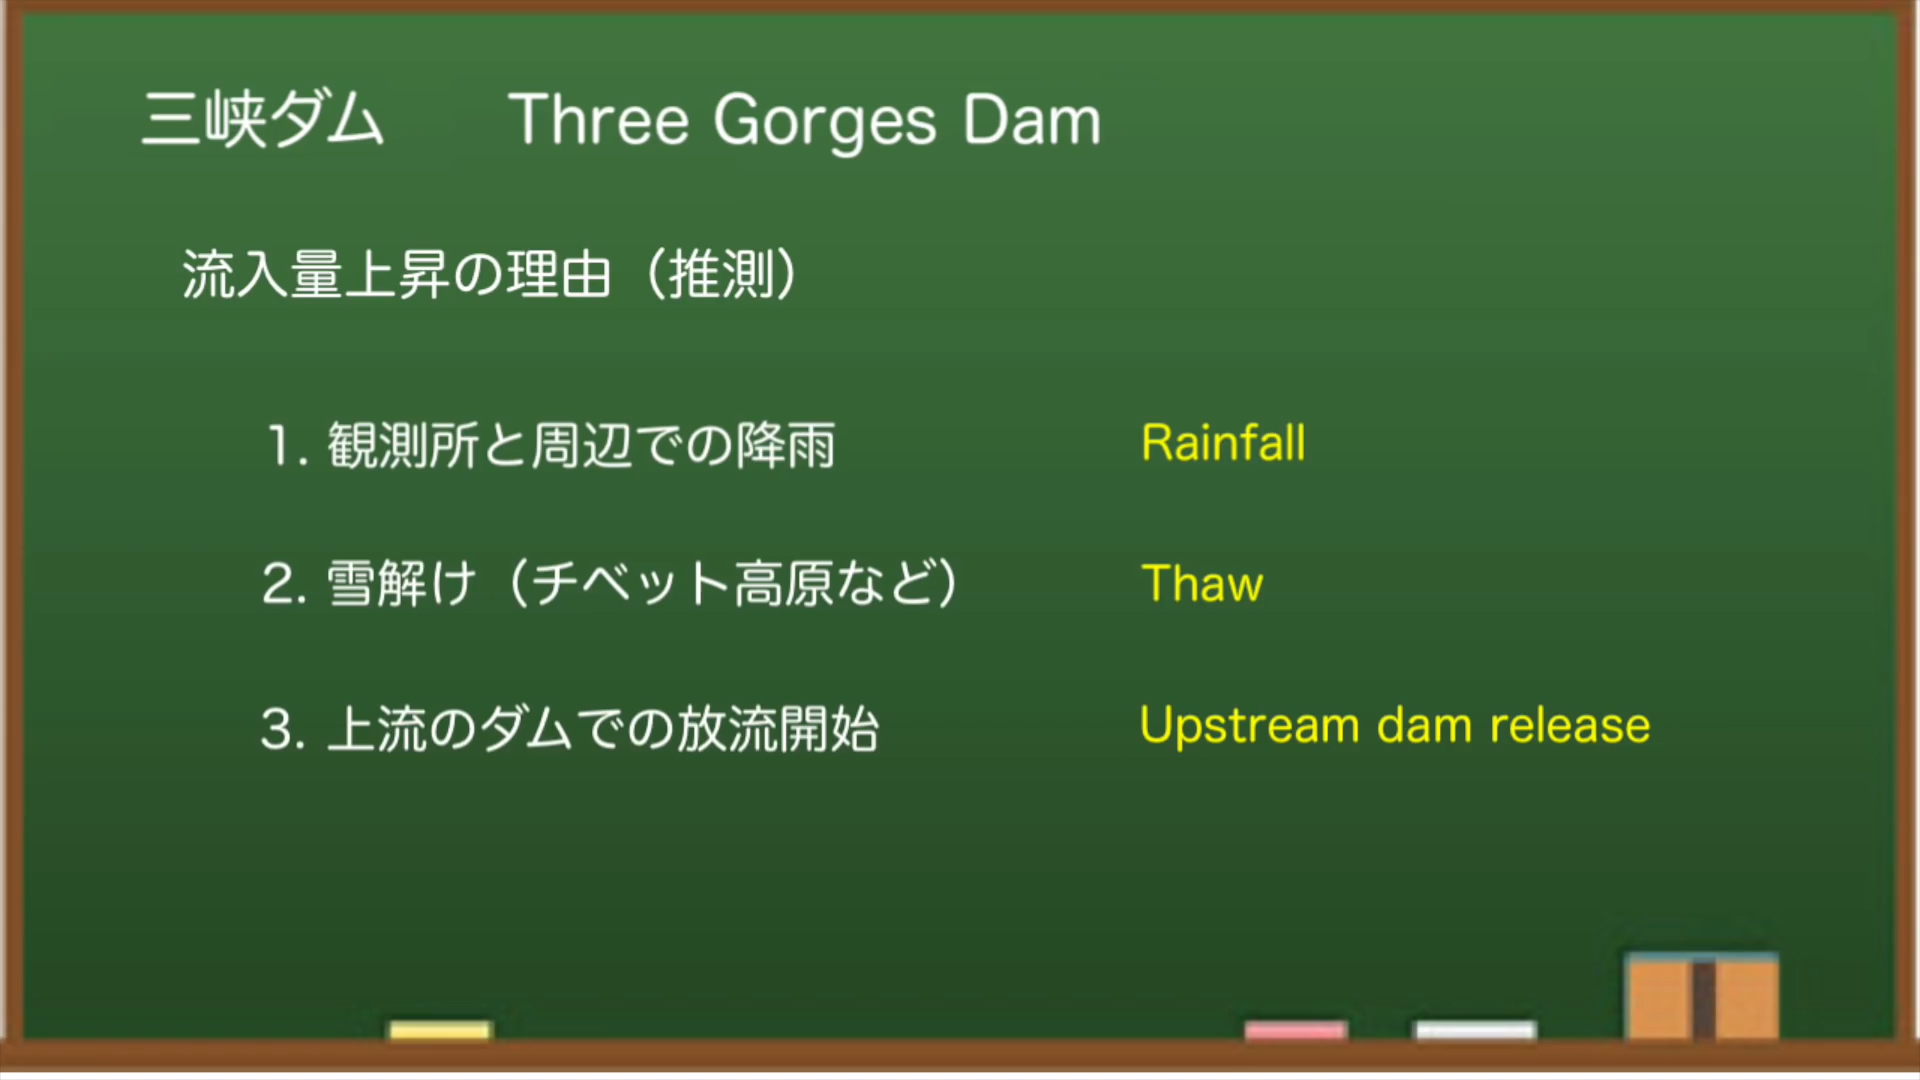 三峡ダム Three Gorges Dam
流入量上昇の理由（推測）
1. 観測所と周辺での降雨 Rainfall
2. 雪解け（チベット高原など） Thaw
3. 上流のダムでの放流開始 Upstream dam release